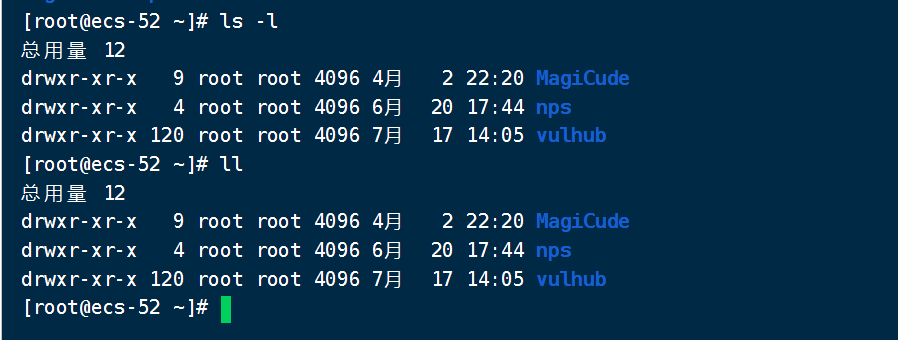 [root@ecs-52 ~]# ls -l
总用量 12
drwxr-xr-x   9 root root 4096 4月   2 22:20 MagiCude
drwxr-xr-x   4 root root 4096 6月  20 17:44 nps
drwxr-xr-x 120 root root 4096 7月  17 14:05 vulhub
[root@ecs-52 ~]# ll
总用量 12
drwxr-xr-x   9 root root 4096 4月   2 22:20 MagiCude
drwxr-xr-x   4 root root 4096 6月  20 17:44 nps
drwxr-xr-x 120 root root 4096 7月  17 14:05 vulhub
[root@ecs-52 ~]#